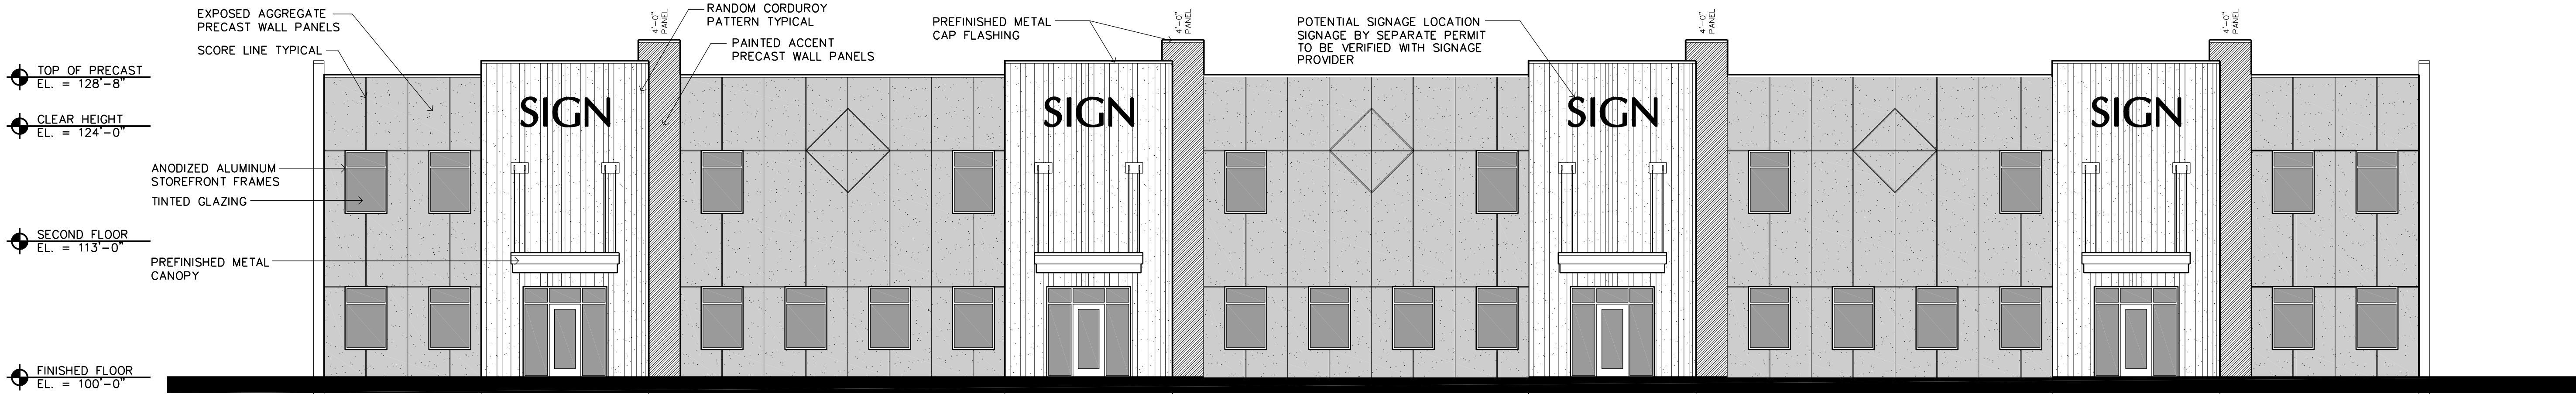 EXPOSED AGGREGATE
PRECAST WALL PANELS
SCORE LINE TYPICAL
RANDOM CORDUROY
PATTERN TYPICAL
4'-0"
PANEL
PAINTED ACCENT
PRECAST WALL PANELS
PREFINISHED METAL
CAP FLASHING
4'-0"
PANEL
POTENTIAL SIGNAGE LOCATION
SIGNAGE BY SEPARATE PERMIT
TO BE VERIFIED WITH SIGNAGE
PROVIDER
4'-0"
PANEL
4'-0"
PANEL
TOP OF PRECAST
EL. = 128'-8"
CLEAR HEIGHT
EL. = 124'-0"
SIGN
SIGN
SIGN
SIGN
ANODIZED ALUMINUM
STOREFRONT FRAMES
TINTED GLAZING
SECOND FLOOR
EL. = 113'-0"
PREFINISHED METAL
CANOPY
FINISHED FLOOR
EL. = 100'-0"